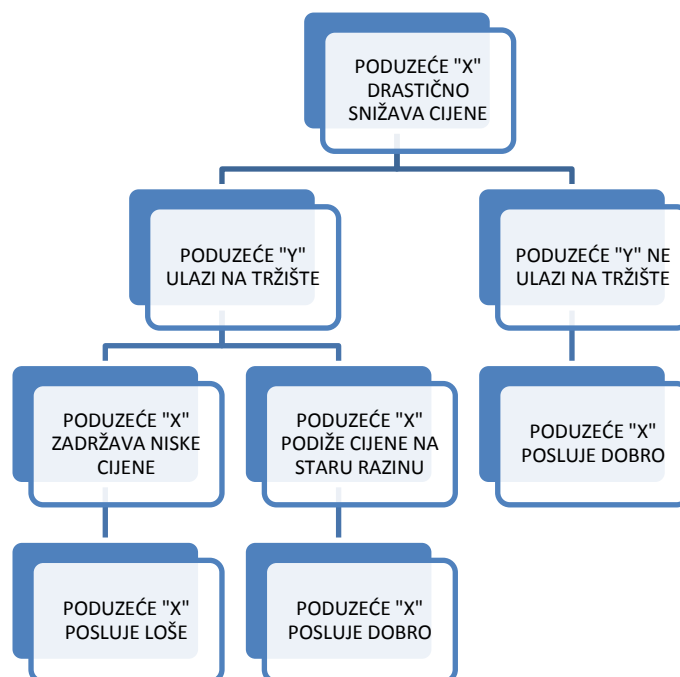 PODUZEĆE "X"
DRASTIČNO
SNIŽAVA CIJENE
PODUZEĆE "Y"
ULAZI NA TRŽIŠTE
PODUZEĆE "Y" NE
ULAZI NA TRŽIŠTE
PODUZEĆE "X"
ZADRŽAVA NISKE
CIJENE
PODUZEĆE "X"
PODIŽE CIJENE NA
STARU RAZINU
PODUZEĆE "X"
POSLUJE DOBRO
PODUZEĆE "X"
POSLUJE LOŠE
PODUZEĆE "X"
POSLUJE DOBRO